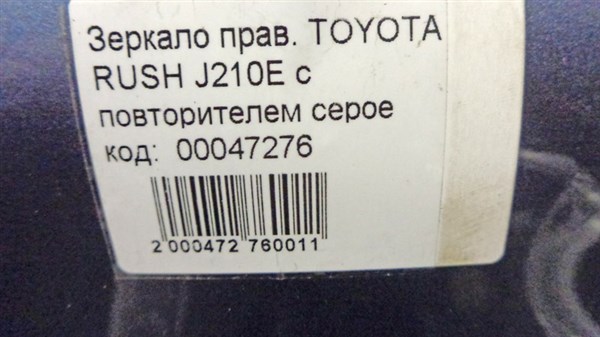 Зеркало прав. TOYOTA
RUSH J210E с
повторителем серое
код: 00047276
2 000472 760011